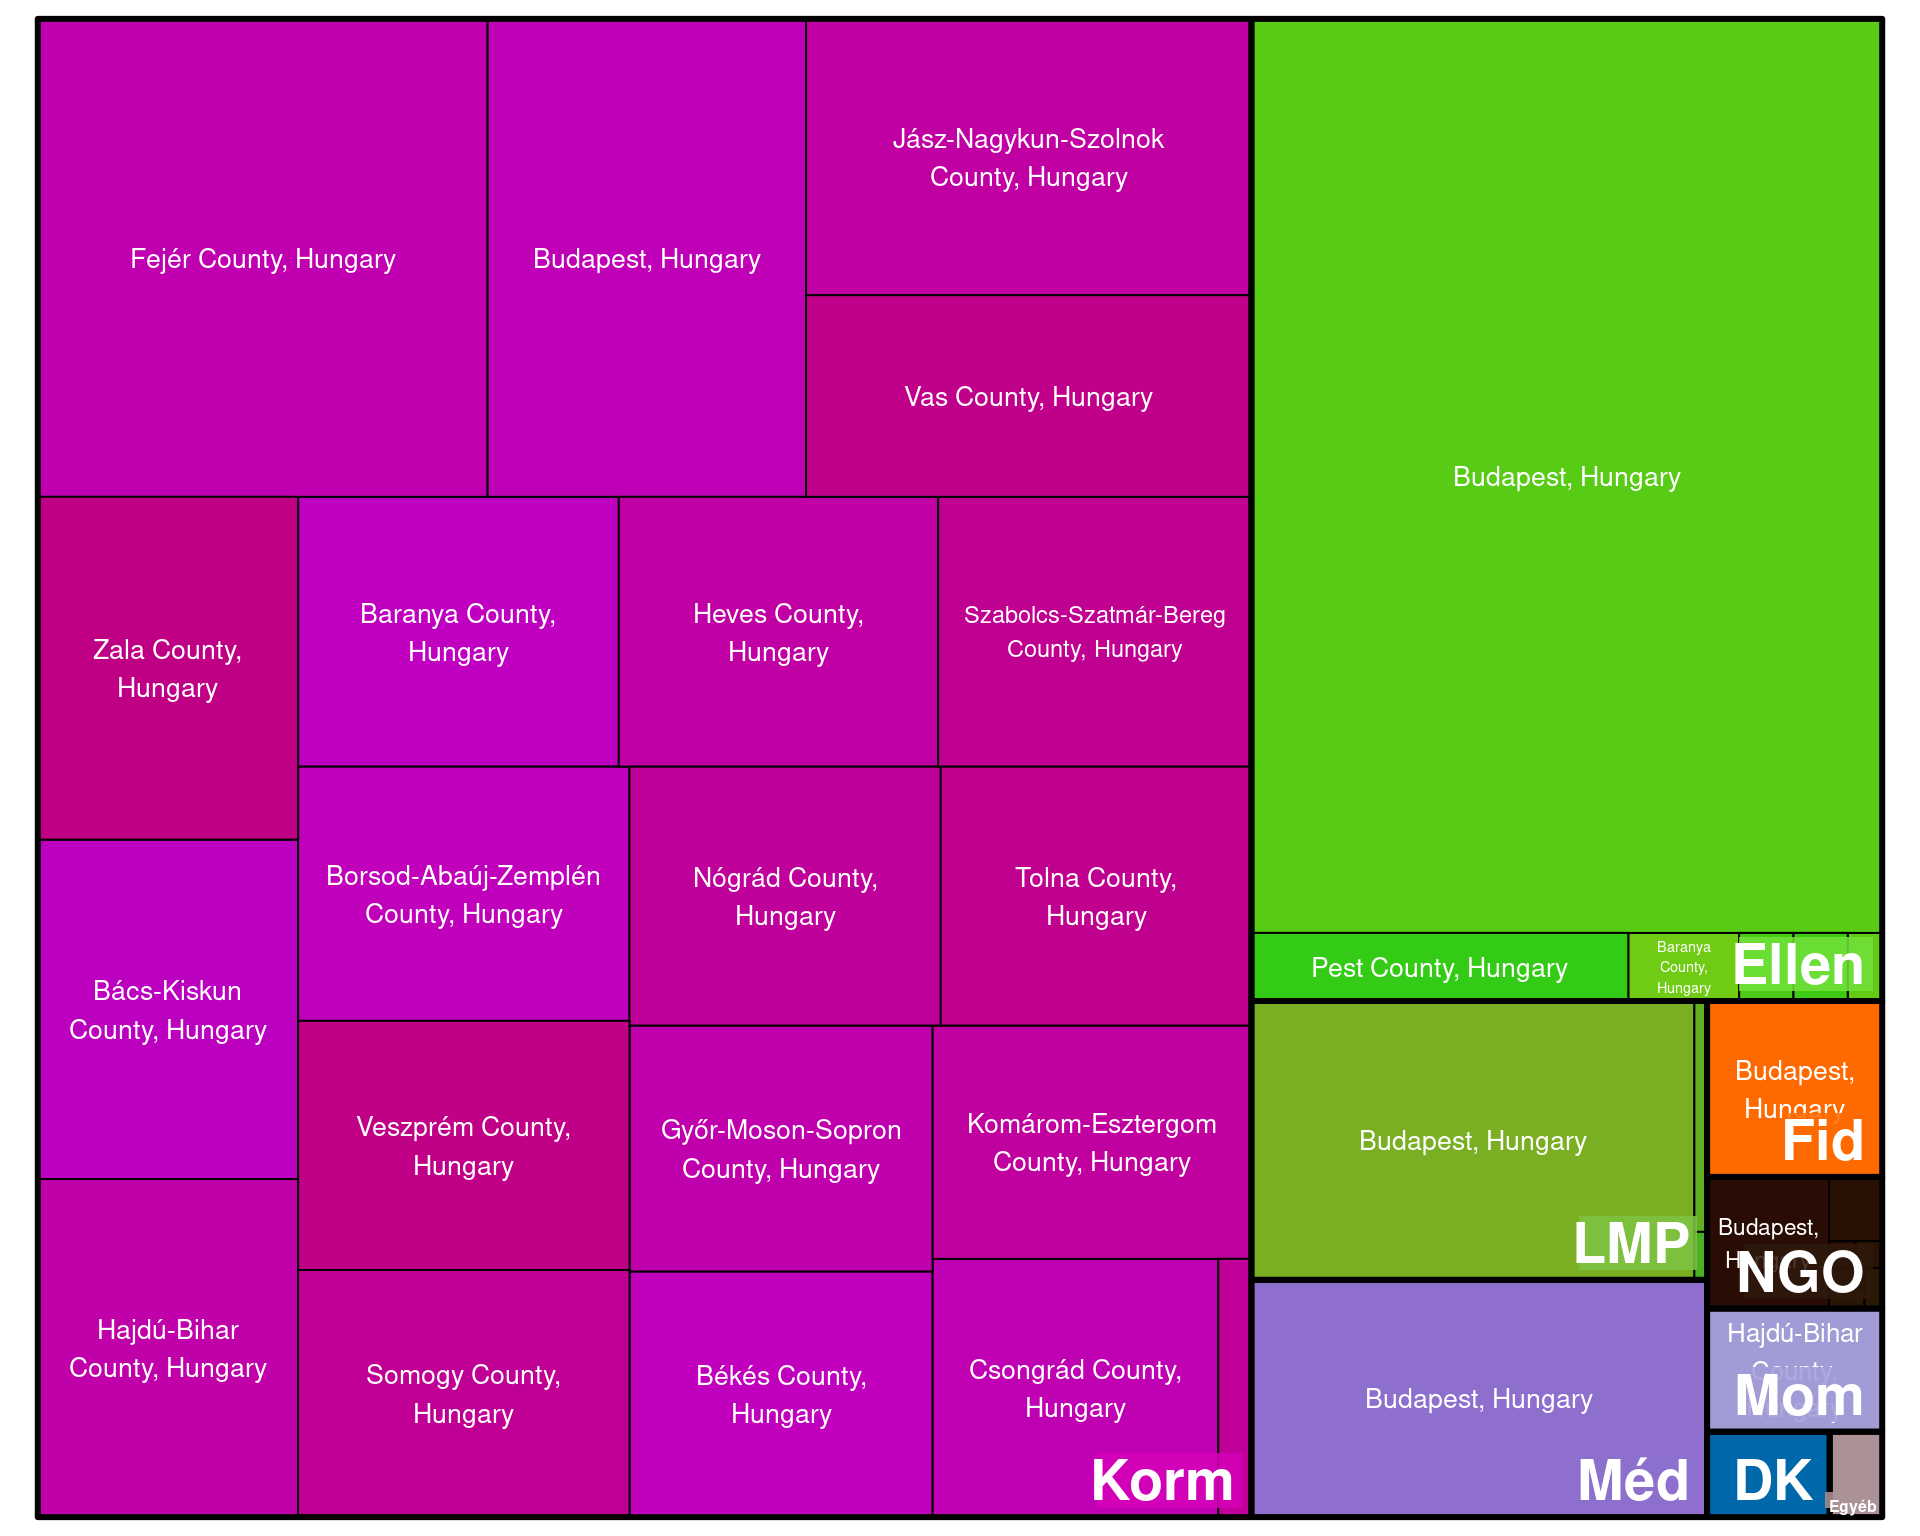 Fejér County, Hungary
Budapest, Hungary
Jász-Nagykun-Szolnok
County, Hungary
Vas County, Hungary
Zala County,
Hungary
Baranya County,
Hungary
Heves County,
Hungary
Szabolcs-Szatmár-Bereg
County, Hungary
Bács-Kiskun
County, Hungary
Borsod-Abaúj-Zemplén
County, Hungary
Nógrád County,
Hungary
Tolna County,
Hungary
Veszprém County,
Hungary
Győr-Moson-Sopron
County, Hungary
Komárom-Esztergom
County, Hungary
Hajdú-Bihar
County, Hungary
Somogy County,
Hungary
Békés County,
Hungary
Csongrád County,
Hungary
Korm
Budapest, Hungary
Pest County, Hungary
Baranya
County,
Hungary
Ellen
Budapest, Hungary
LMP
Budapest,
Hungary
Fid
Budapest,
NGO
Budapest, Hungary
Méd
Hajdú-Bihar
County,
Mom
DK
Egyéb